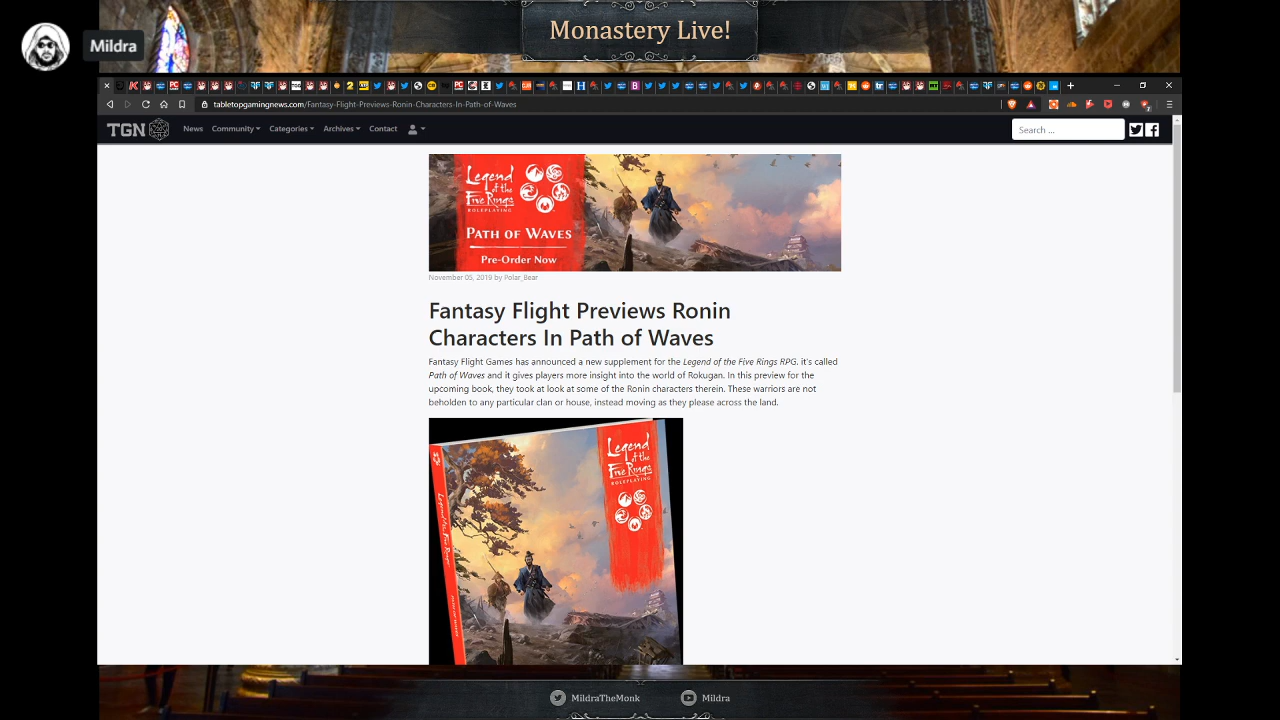 Monastery Live!
Mildra
tabletopgamingnews.com/Fantasy-Flight-Previews-Ronin-Characters-In-Path-of-Waves
TGN News Community Categories Archives Contact Search ...
Legend
of the
Five Rings
ROLEPLAYING
PATH OF WAVES
Pre-Order Now
November 05, 2019 by Polar_Bear
Fantasy Flight Previews Ronin
Characters In Path of Waves
Fantasy Flight Games has announced a new supplement for the Legend of the Five Rings RPG. it's called
Path of Waves and it gives players more insight into the world of Rokugan. In this preview for the
upcoming book, they took at look at some of the Ronin characters therein. These warriors are not
beholden to any particular clan or house, instead moving as they please across the land.
Legend
of the
Five Rings
ROLEPLAYING
Legend of the Five Rings
MildraTheMonk Mildra